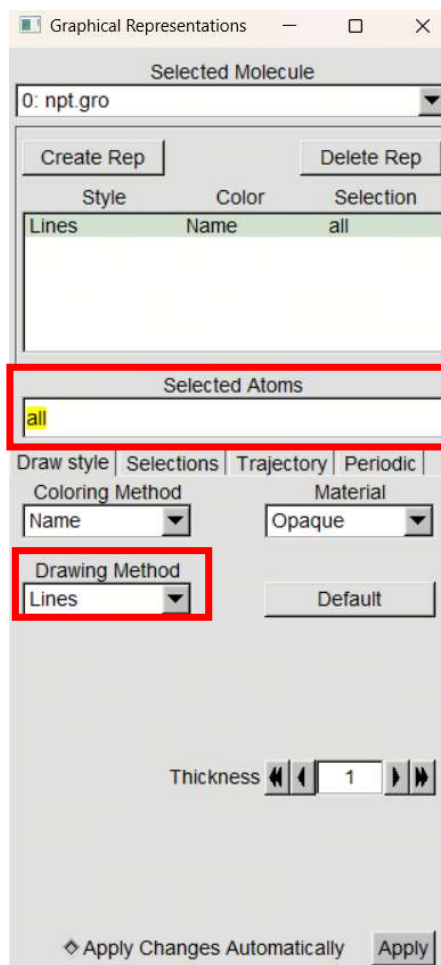 Graphical Representations
Selected Molecule
0: npt.gro
Create Rep Delete Rep
Style Color Selection
Lines Name all
Selected Atoms
all
Draw style Selections Trajectory Periodic
Coloring Method Material
Name Opaque
Drawing Method
Lines Default
Thickness 1
Apply Changes Automatically Apply